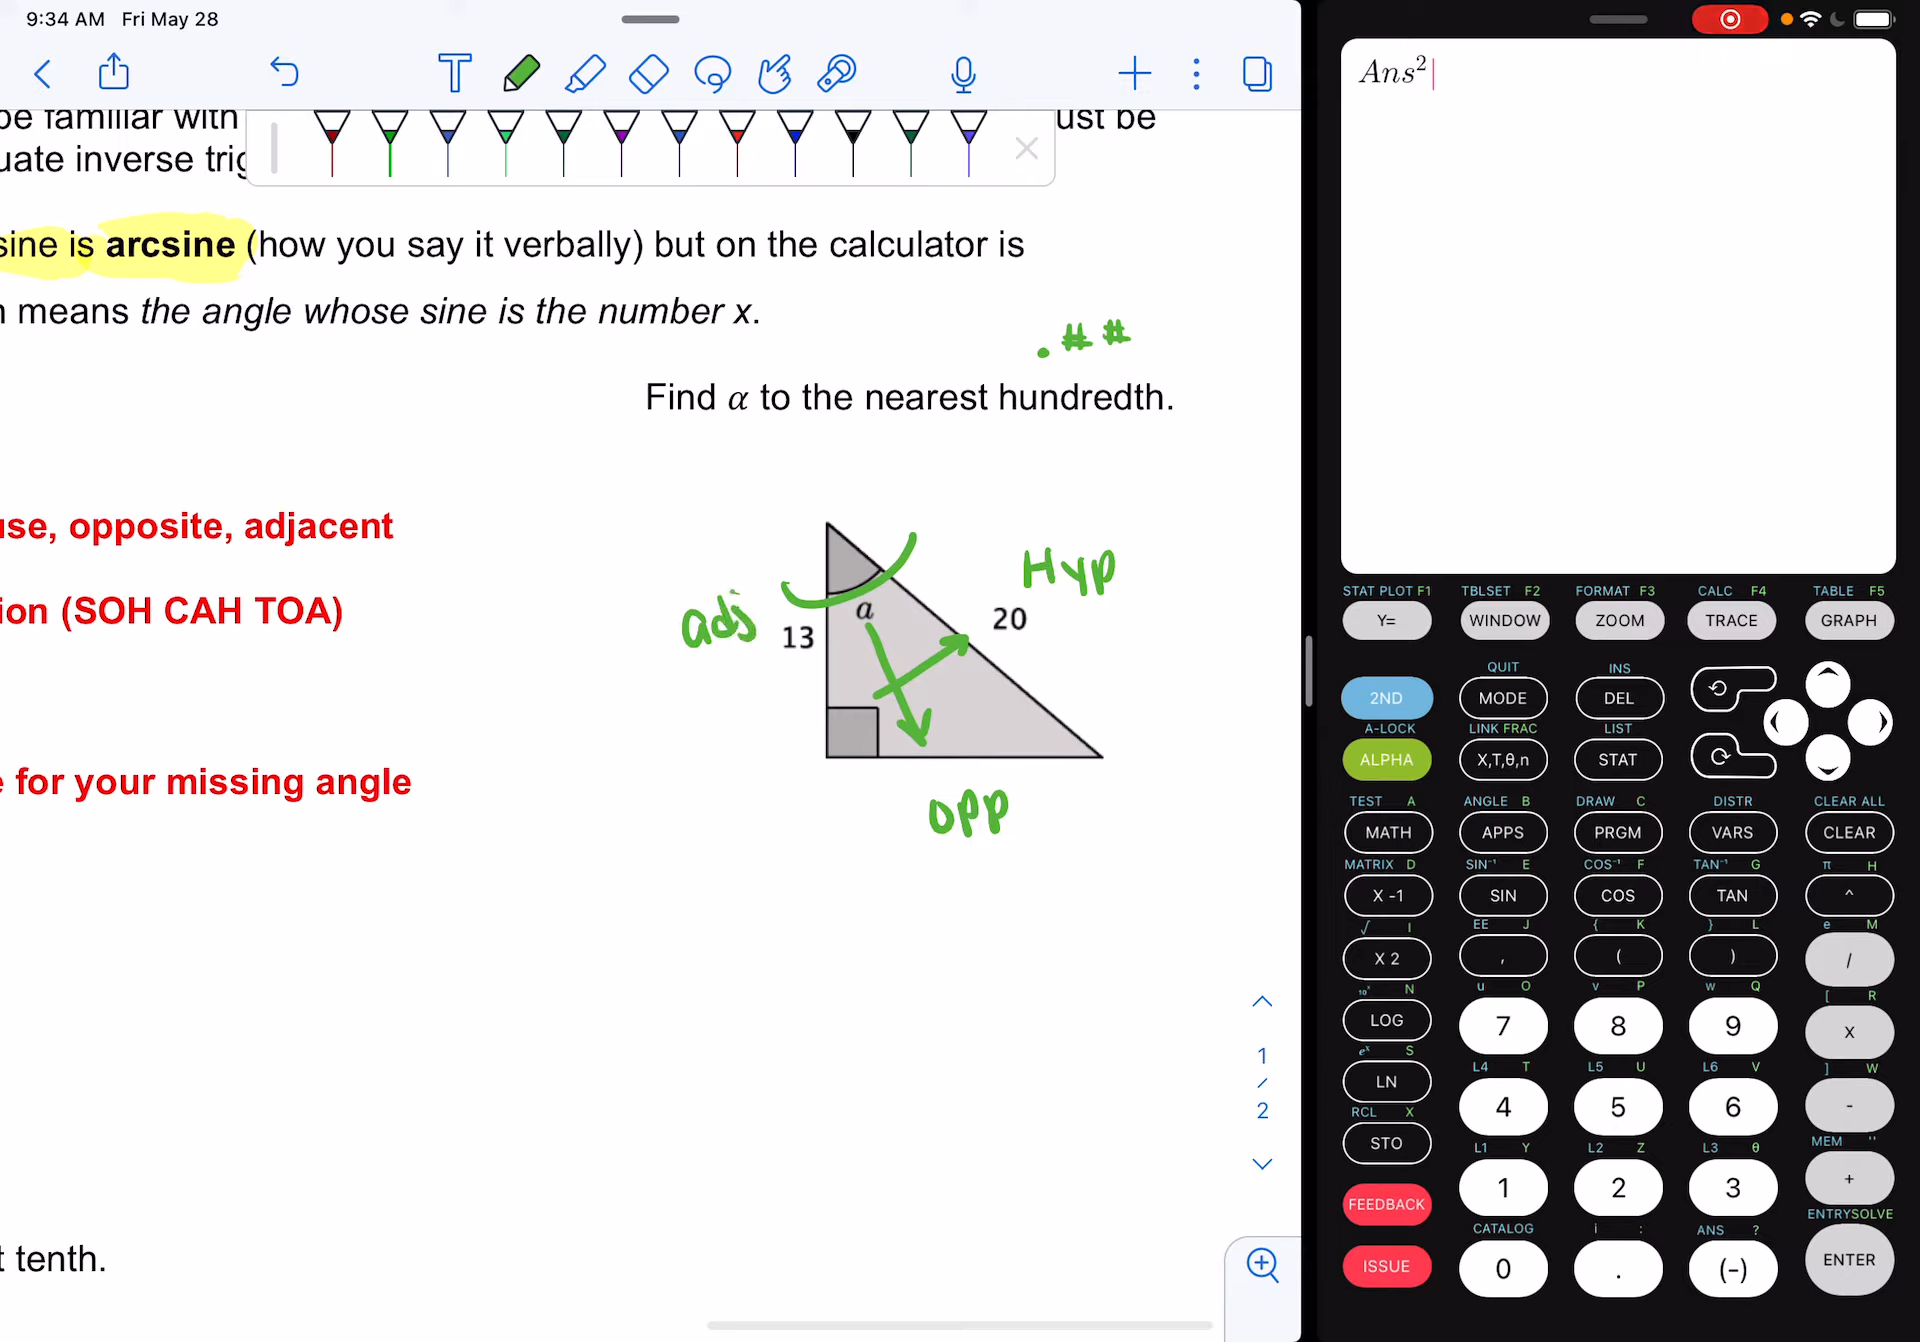 9:34 AM Fri May 28
be familiar with
ust be
uate inverse trig
sine is arcsine (how you say it verbally) but on the calculator is
means the angle whose sine is the number x.
.##
Find α to the nearest hundredth.
use, opposite, adjacent
ion (SOH CAH TOA)
Hyp
adj
a
20
13
opp
e for your missing angle
t tenth.
1
/
2
Ans²
STAT PLOT F1 TBLSET F2 FORMAT F3 CALC F4 TABLE F5
Y= WINDOW ZOOM TRACE GRAPH
QUIT INS
2ND MODE DEL
A-LOCK LINK FRAC LIST
ALPHA X,T,θ,n STAT
TEST A ANGLE B DRAW C DISTR CLEAR ALL
MATH APPS PRGM VARS CLEAR
MATRIX D SIN⁻¹ E COS⁻¹ F TAN⁻¹ G π H
X -1 SIN COS TAN ^
√ I EE J { K } L e M
X 2 , ( ) /
10ˣ N u O v P w Q [ R
LOG 7 8 9 X
eˣ S L4 T L5 U L6 V ] W
LN 4 5 6 -
RCL X L1 Y L2 Z L3 θ MEM "
STO 1 2 3 +
FEEDBACK CATALOG i : ANS ? ENTRY SOLVE
ISSUE 0 . (-) ENTER